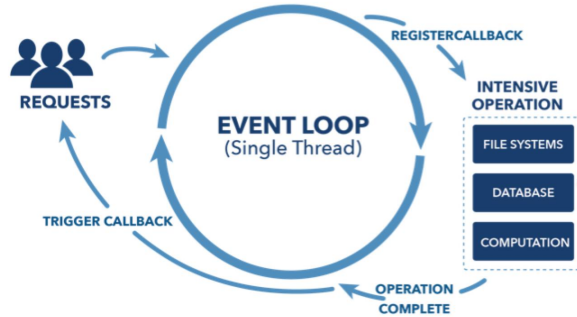 REGISTERCALLBACK
REQUESTS
EVENT LOOP
(Single Thread)
INTENSIVE
OPERATION
FILE SYSTEMS
DATABASE
COMPUTATION
TRIGGER CALLBACK
OPERATION
COMPLETE